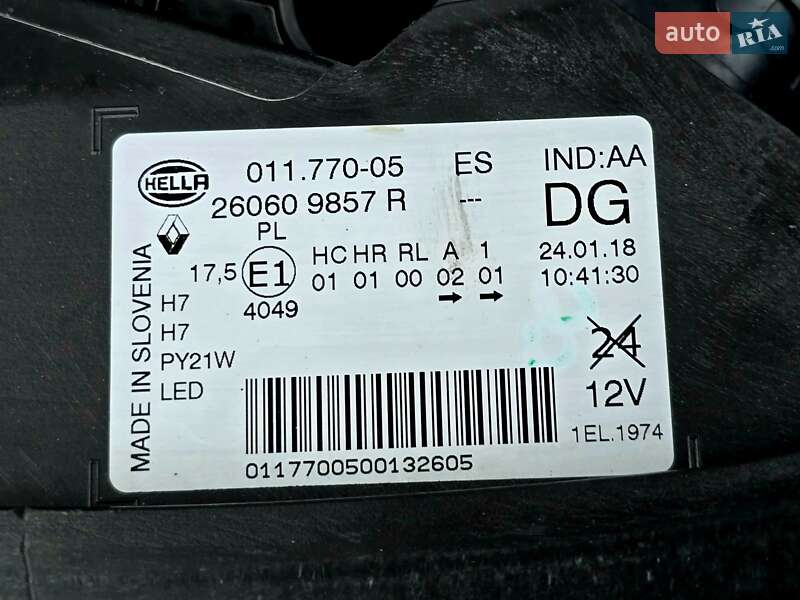 auto RIA .com
HELLA 011.770-05 ES IND:AA
26060 9857 R --- DG
PL
17,5 E1 HC HR RL A 1 24.01.18
01 01 00 02 01 10:41:30
4049
H7
H7
PY21W
LED
24
12V
1EL.1974
0117700500132605
MADE IN SLOVENIA